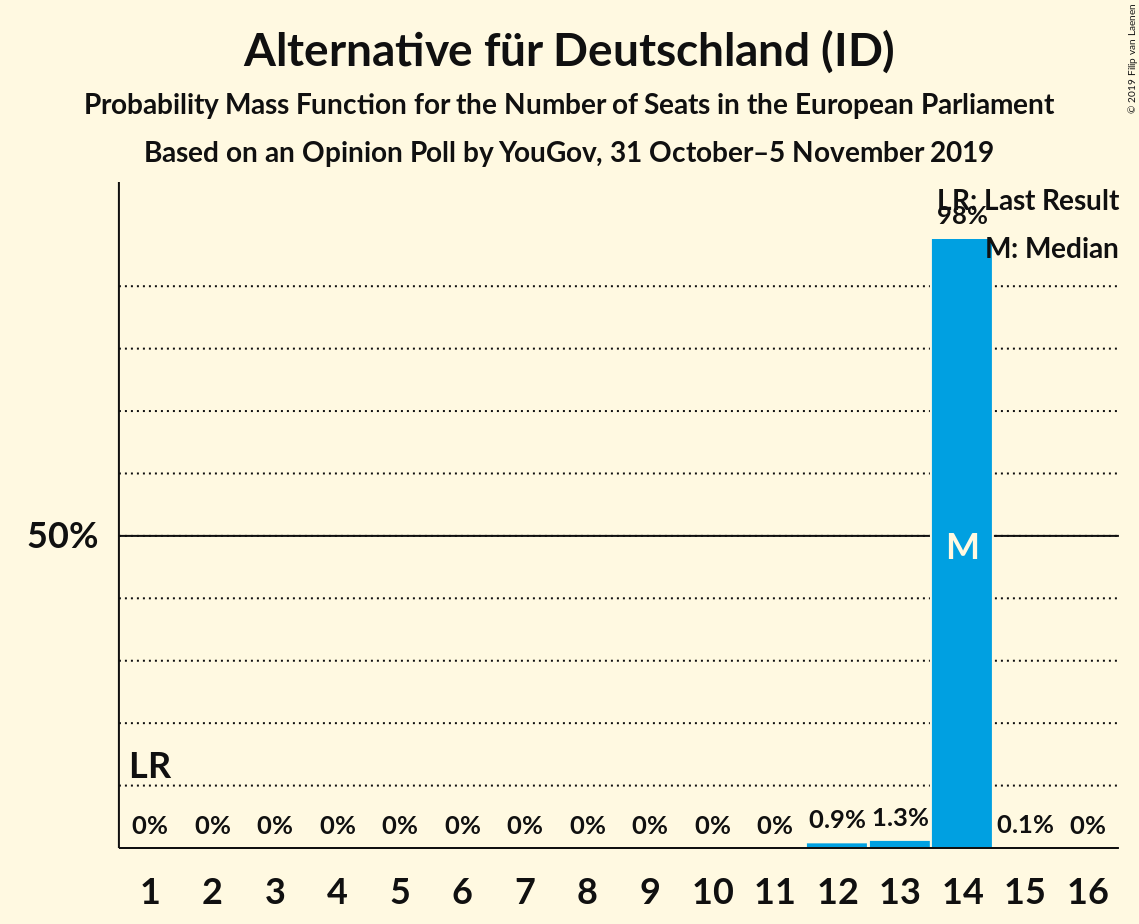 Alternative für Deutschland (ID)
Probability Mass Function for the Number of Seats in the European Parliament
Based on an Opinion Poll by YouGov, 31 October–5 November 2019
© 2019 Filip van Laenen
LR: Last Result
98%
M: Median
50%
M
LR
0% 0% 0% 0% 0% 0% 0% 0% 0% 0% 0% 0.9% 1.3% 0.1% 0%
1 2 3 4 5 6 7 8 9 10 11 12 13 14 15 16